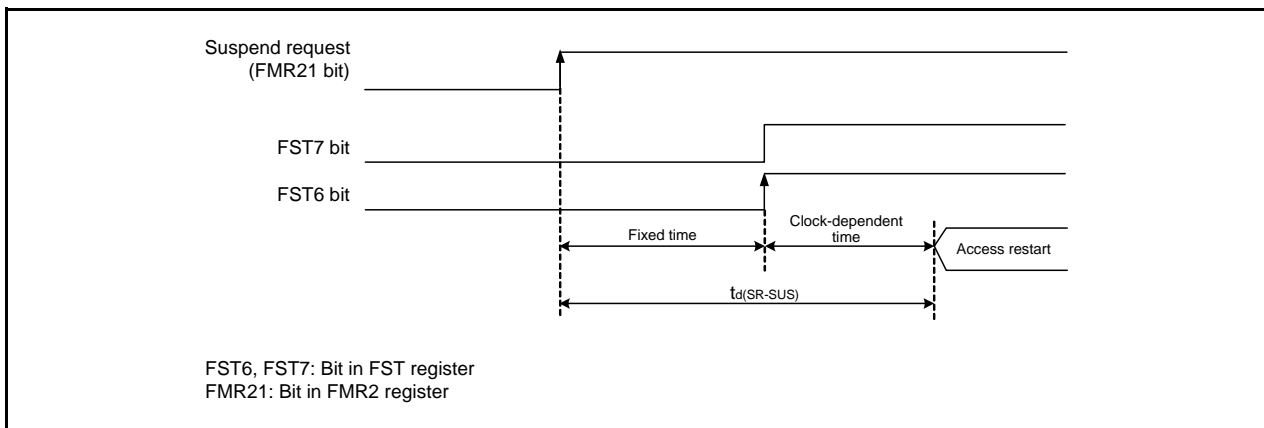 Suspend request
(FMR21 bit)
FST7 bit
FST6 bit
Fixed time
Clock-dependent
time
Access restart
td(SR-SUS)
FST6, FST7: Bit in FST register
FMR21: Bit in FMR2 register